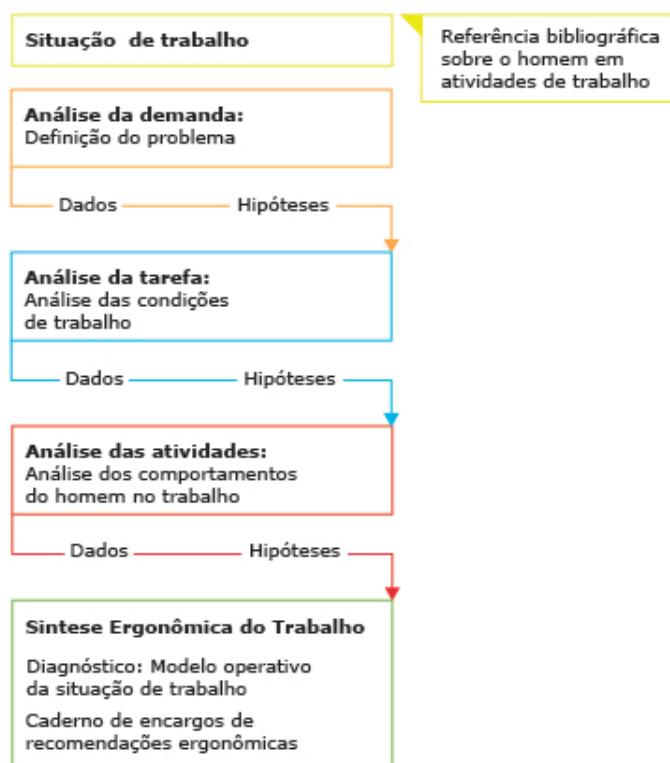 Situação de trabalho
Referência bibliográfica
sobre o homem em
atividades de trabalho
Análise da demanda:
Definição do problema
Dados
Hipóteses
Análise da tarefa:
Análise das condições
de trabalho
Dados
Hipóteses
Análise das atividades:
Análise dos comportamentos
do homem no trabalho
Dados
Hipóteses
Sintese Ergonômica do Trabalho
Diagnóstico: Modelo operativo
da situação de trabalho
Caderno de encargos de
recomendações ergonômicas